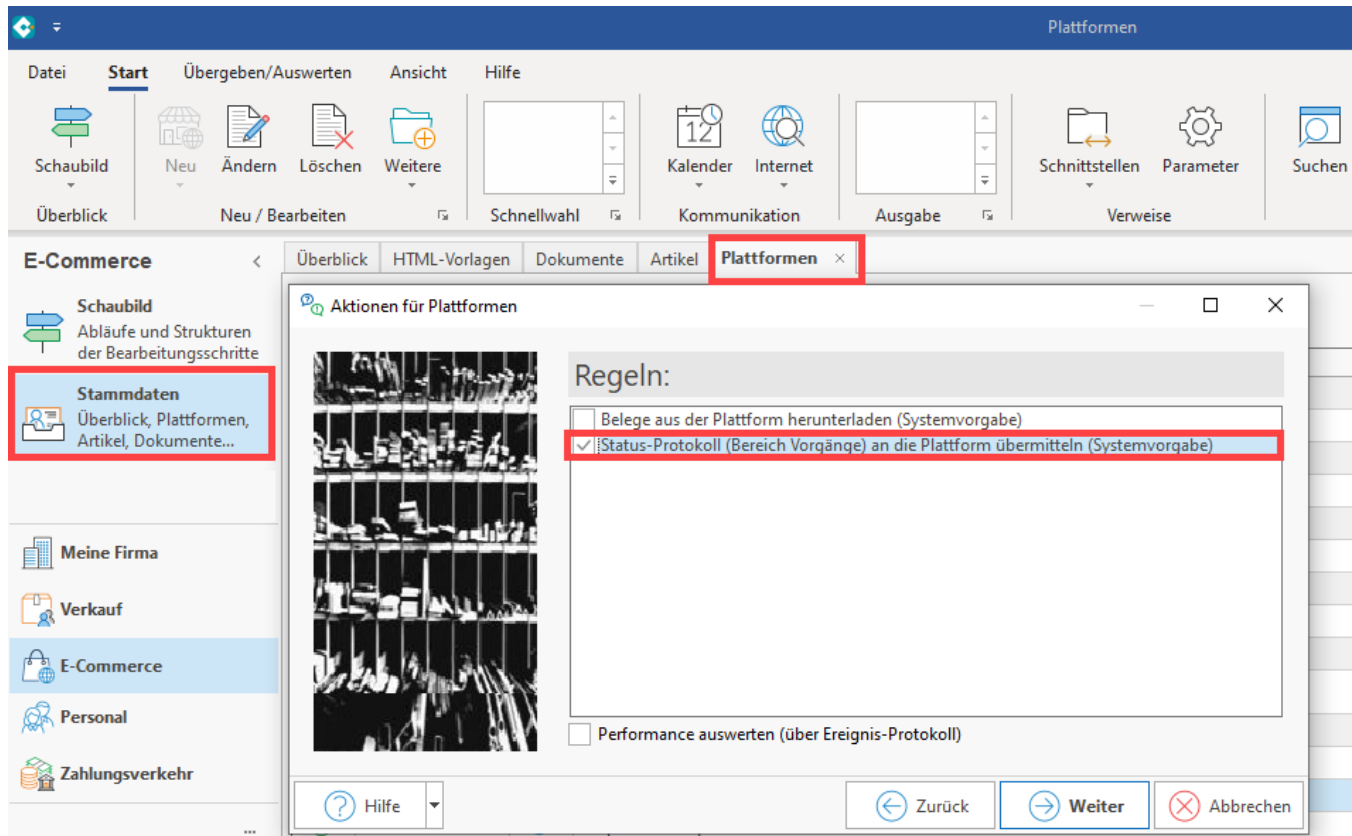 Plattformen
Datei Start Übergeben/Auswerten Ansicht Hilfe
12
Schaubild Neu Ändern Löschen Weitere Kalender Internet Schnittstellen Parameter Suchen
Überblick Neu / Bearbeiten Schnellwahl Kommunikation Ausgabe Verweise
E-Commerce
Überblick HTML-Vorlagen Dokumente Artikel Plattformen
Schaubild
Abläufe und Strukturen
der Bearbeitungsschritte
Stammdaten
Überblick, Plattformen,
Artikel, Dokumente...
Meine Firma
Verkauf
E-Commerce
Personal
Zahlungsverkehr
...
Aktionen für Plattformen
Regeln:
Belege aus der Plattform herunterladen (Systemvorgabe)
Status-Protokoll (Bereich Vorgänge) an die Plattform übermitteln (Systemvorgabe)
Performance auswerten (über Ereignis-Protokoll)
Hilfe Zurück Weiter Abbrechen